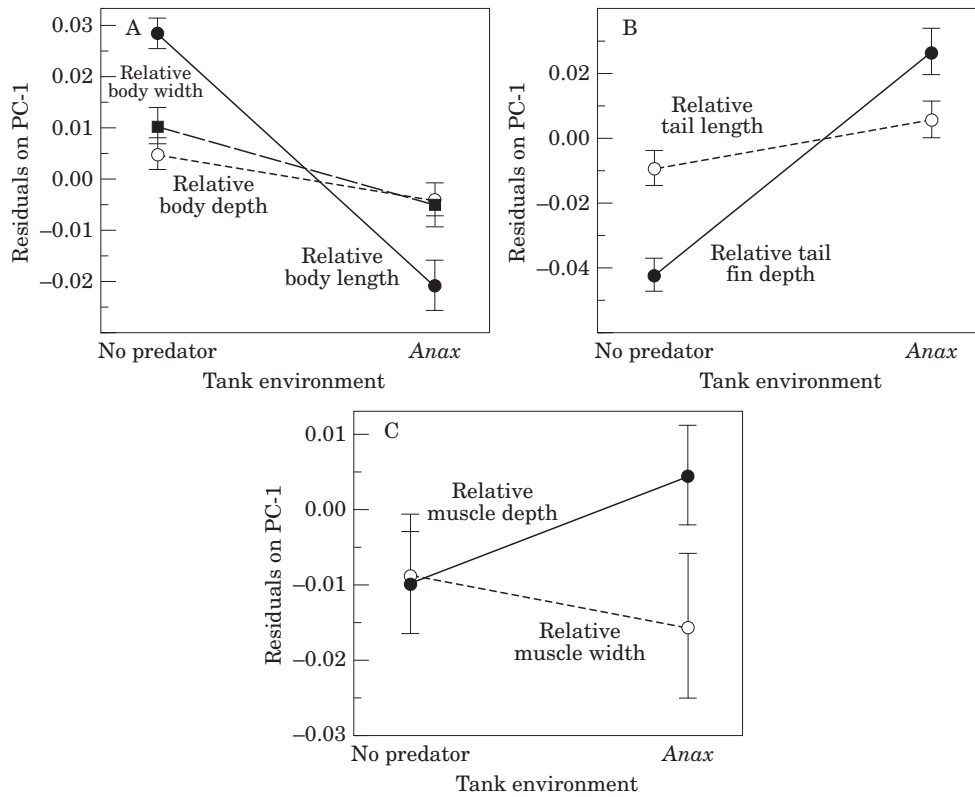 A
Residuals on PC-1
0.03
0.02
0.01
0.00
–0.01
–0.02
Relative
body width
Relative
body depth
Relative
body length
No predator
Anax
Tank environment
B
Residuals on PC-1
0.02
0.00
–0.02
–0.04
Relative
tail length
Relative tail
fin depth
No predator
Anax
Tank environment
C
Residuals on PC-1
0.01
0.00
–0.01
–0.02
–0.03
Relative
muscle depth
Relative
muscle width
No predator
Anax
Tank environment